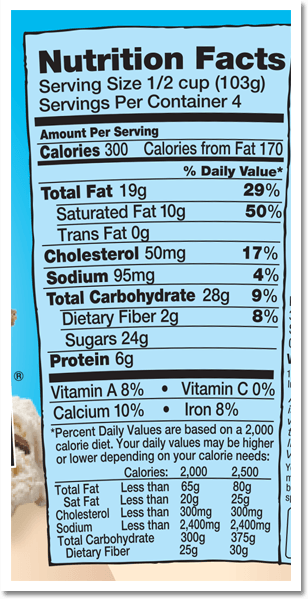 Nutrition Facts
Serving Size 1/2 cup (103g)
Servings Per Container 4
Amount Per Serving
Calories 300 Calories from Fat 170
% Daily Value*
Total Fat 19g 29%
Saturated Fat 10g 50%
Trans Fat 0g
Cholesterol 50mg 17%
Sodium 95mg 4%
Total Carbohydrate 28g 9%
Dietary Fiber 2g 8%
Sugars 24g
Protein 6g
Vitamin A 8% • Vitamin C 0%
Calcium 10% • Iron 8%
*Percent Daily Values are based on a 2,000
calorie diet. Your daily values may be higher
or lower depending on your calorie needs:
Calories: 2,000 2,500
Total Fat Less than 65g 80g
Sat Fat Less than 20g 25g
Cholesterol Less than 300mg 300mg
Sodium Less than 2,400mg 2,400mg
Total Carbohydrate 300g 375g
Dietary Fiber 25g 30g
®